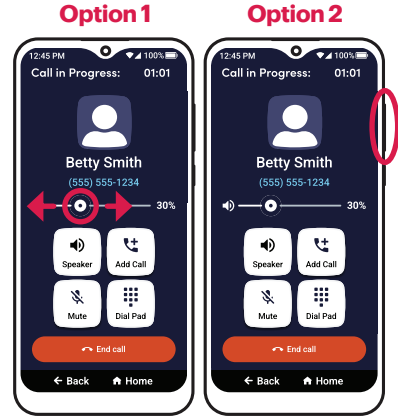 Option 1
12:45 PM 100%
Call in Progress: 01:01
Betty Smith
(555) 555-1234
30%
Speaker Add Call
Mute Dial Pad
End call
Back Home
Option 2
12:45 PM 100%
Call in Progress: 01:01
Betty Smith
(555) 555-1234
30%
Speaker Add Call
Mute Dial Pad
End call
Back Home